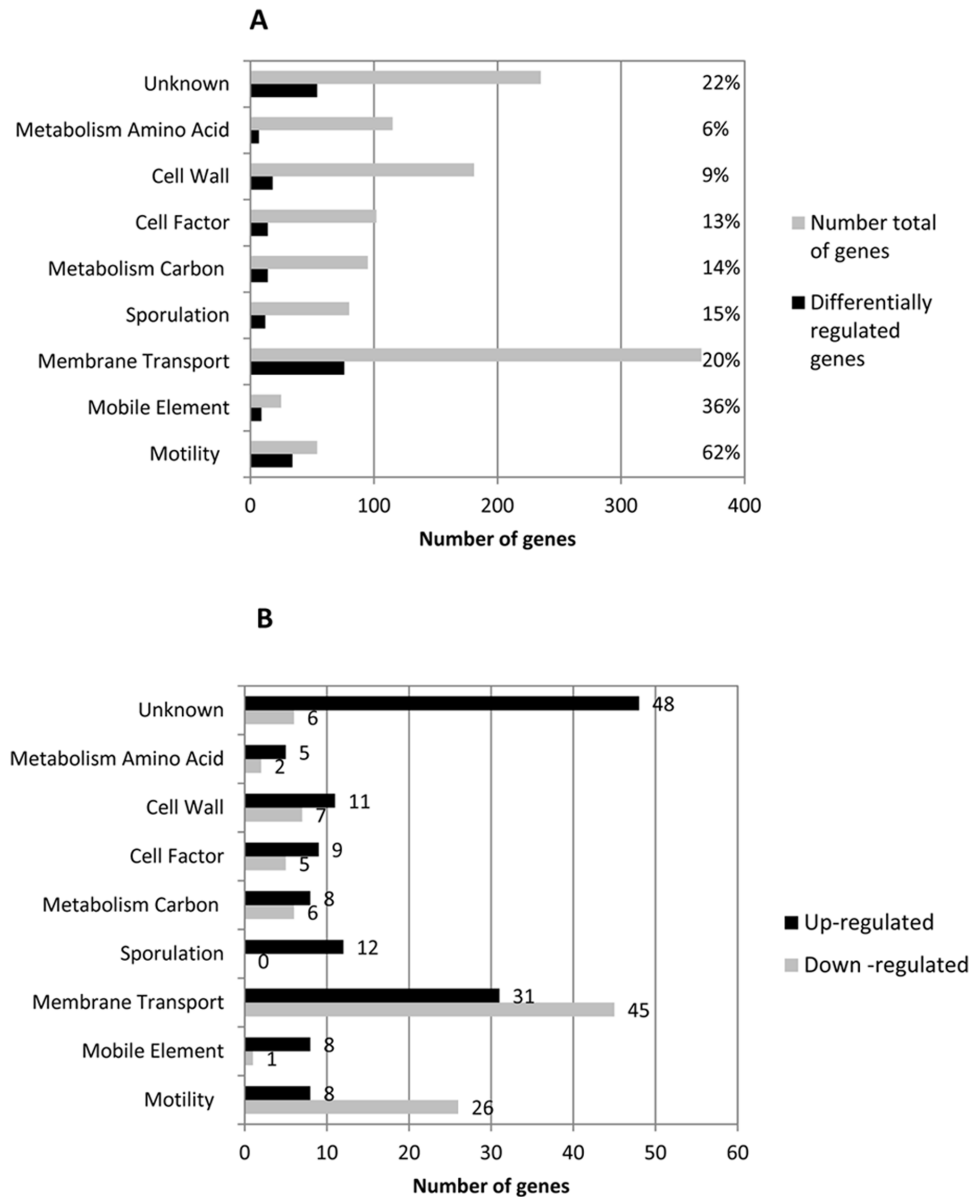 A
Unknown 22%
Metabolism Amino Acid 6%
Cell Wall 9%
Cell Factor 13%
Metabolism Carbon 14%
Sporulation 15%
Membrane Transport 20%
Mobile Element 36%
Motility 62%
0 100 200 300 400
Number of genes
Number total
of genes
Differentially
regulated
genes
B
Unknown 48
6
Metabolism Amino Acid 5
2
Cell Wall 11
7
Cell Factor 9
5
Metabolism Carbon 8
6
Sporulation 12
0
Membrane Transport 31
45
Mobile Element 8
1
Motility 8
26
0 10 20 30 40 50 60
Number of genes
Up-regulated
Down -regulated